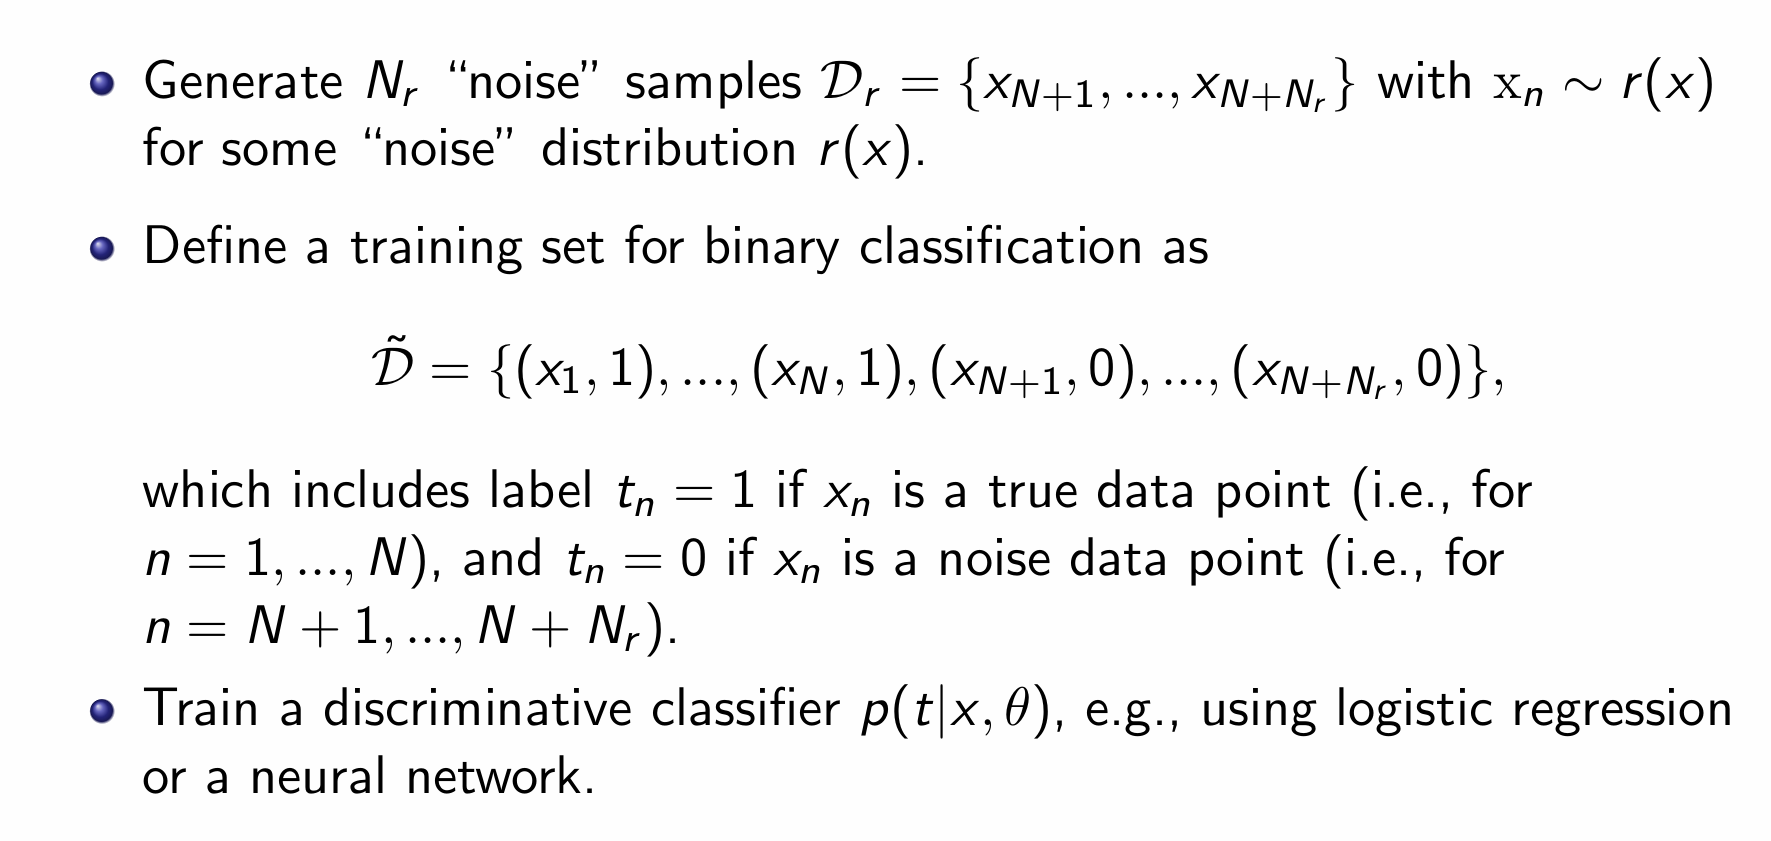 • Generate $N_r$ “noise” samples $\mathcal{D}_r = \{x_{N+1}, ..., x_{N+N_r}\}$ with $\mathrm{x}_n \sim r(x)$
for some “noise” distribution $r(x)$.
• Define a training set for binary classification as
$\tilde{\mathcal{D}} = \{(x_1, 1), ..., (x_N, 1), (x_{N+1}, 0), ..., (x_{N+N_r}, 0)\},$
which includes label $t_n = 1$ if $x_n$ is a true data point (i.e., for
$n = 1, ..., N$), and $t_n = 0$ if $x_n$ is a noise data point (i.e., for
$n = N + 1, ..., N + N_r$).
• Train a discriminative classifier $p(t|x, \theta)$, e.g., using logistic regression
or a neural network.